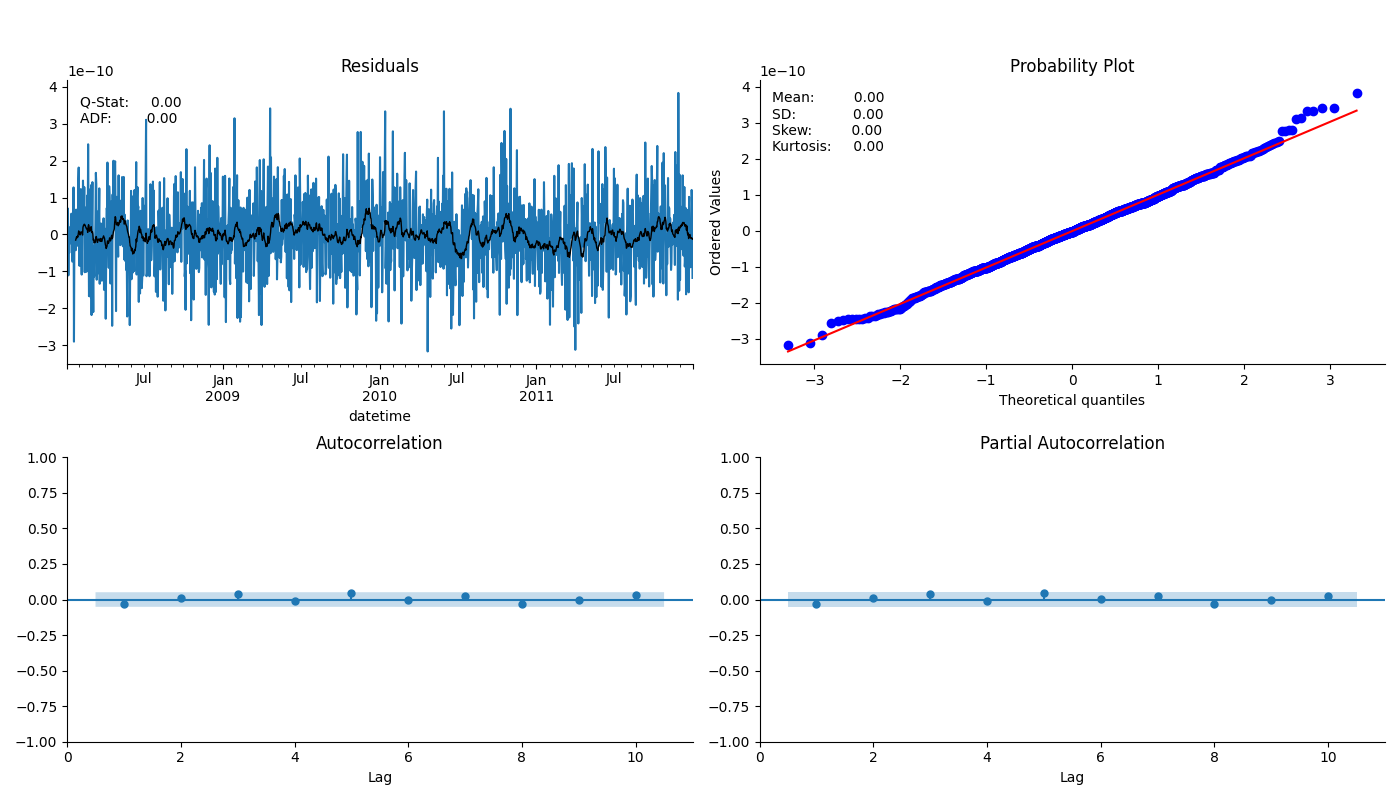 Residuals
1e−10
Q-Stat: 0.00
ADF: 0.00
4
3
2
1
0
−1
−2
−3
Jul
Jan
2009
Jul
Jan
2010
Jul
Jan
2011
Jul
datetime
Probability Plot
1e−10
Mean: 0.00
SD: 0.00
Skew: 0.00
Kurtosis: 0.00
Ordered Values
4
3
2
1
0
−1
−2
−3
−3 −2 −1 0 1 2 3
Theoretical quantiles
Autocorrelation
1.00
0.75
0.50
0.25
0.00
−0.25
−0.50
−0.75
−1.00
0 2 4 6 8 10
Lag
Partial Autocorrelation
1.00
0.75
0.50
0.25
0.00
−0.25
−0.50
−0.75
−1.00
0 2 4 6 8 10
Lag